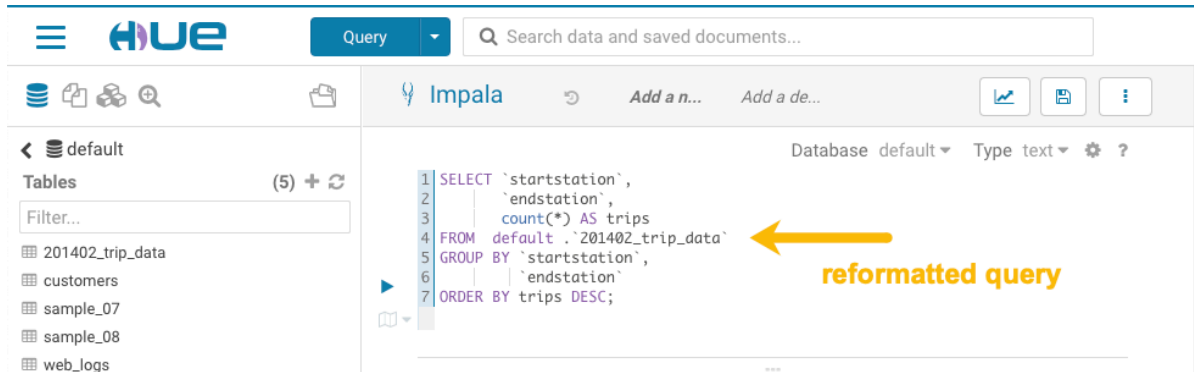 HUE
Query
Search data and saved documents...
Impala
Add a n...
Add a de...
default
Database default Type text ?
Tables (5)
Filter...
201402_trip_data
customers
sample_07
sample_08
web_logs
1 SELECT `startstation`,
2 `endstation`,
3 count(*) AS trips
4 FROM default .`201402_trip_data`
5 GROUP BY `startstation`,
6 `endstation`
7 ORDER BY trips DESC;
reformatted query